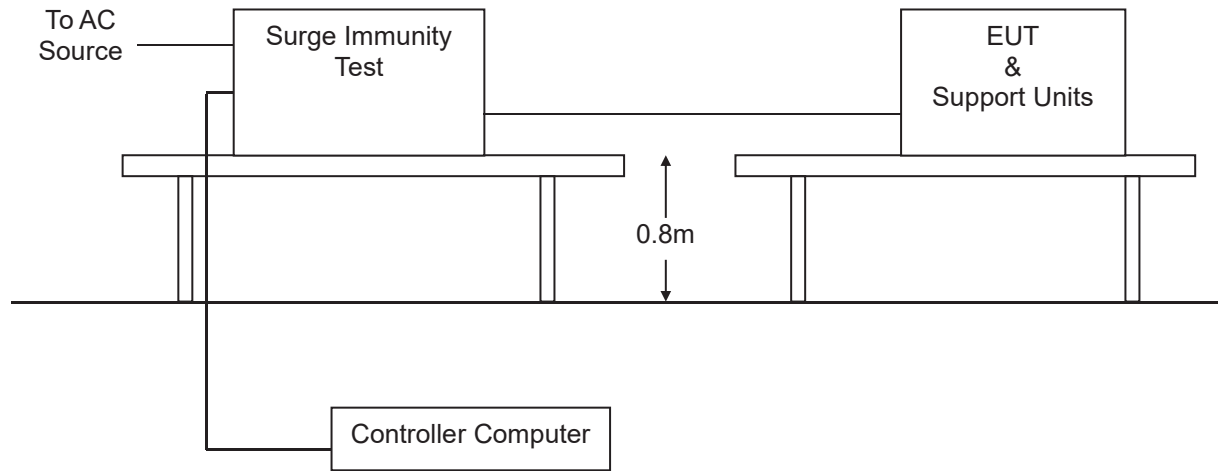 To AC
Source
Surge Immunity
Test
EUT
&
Support Units
0.8m
Controller Computer